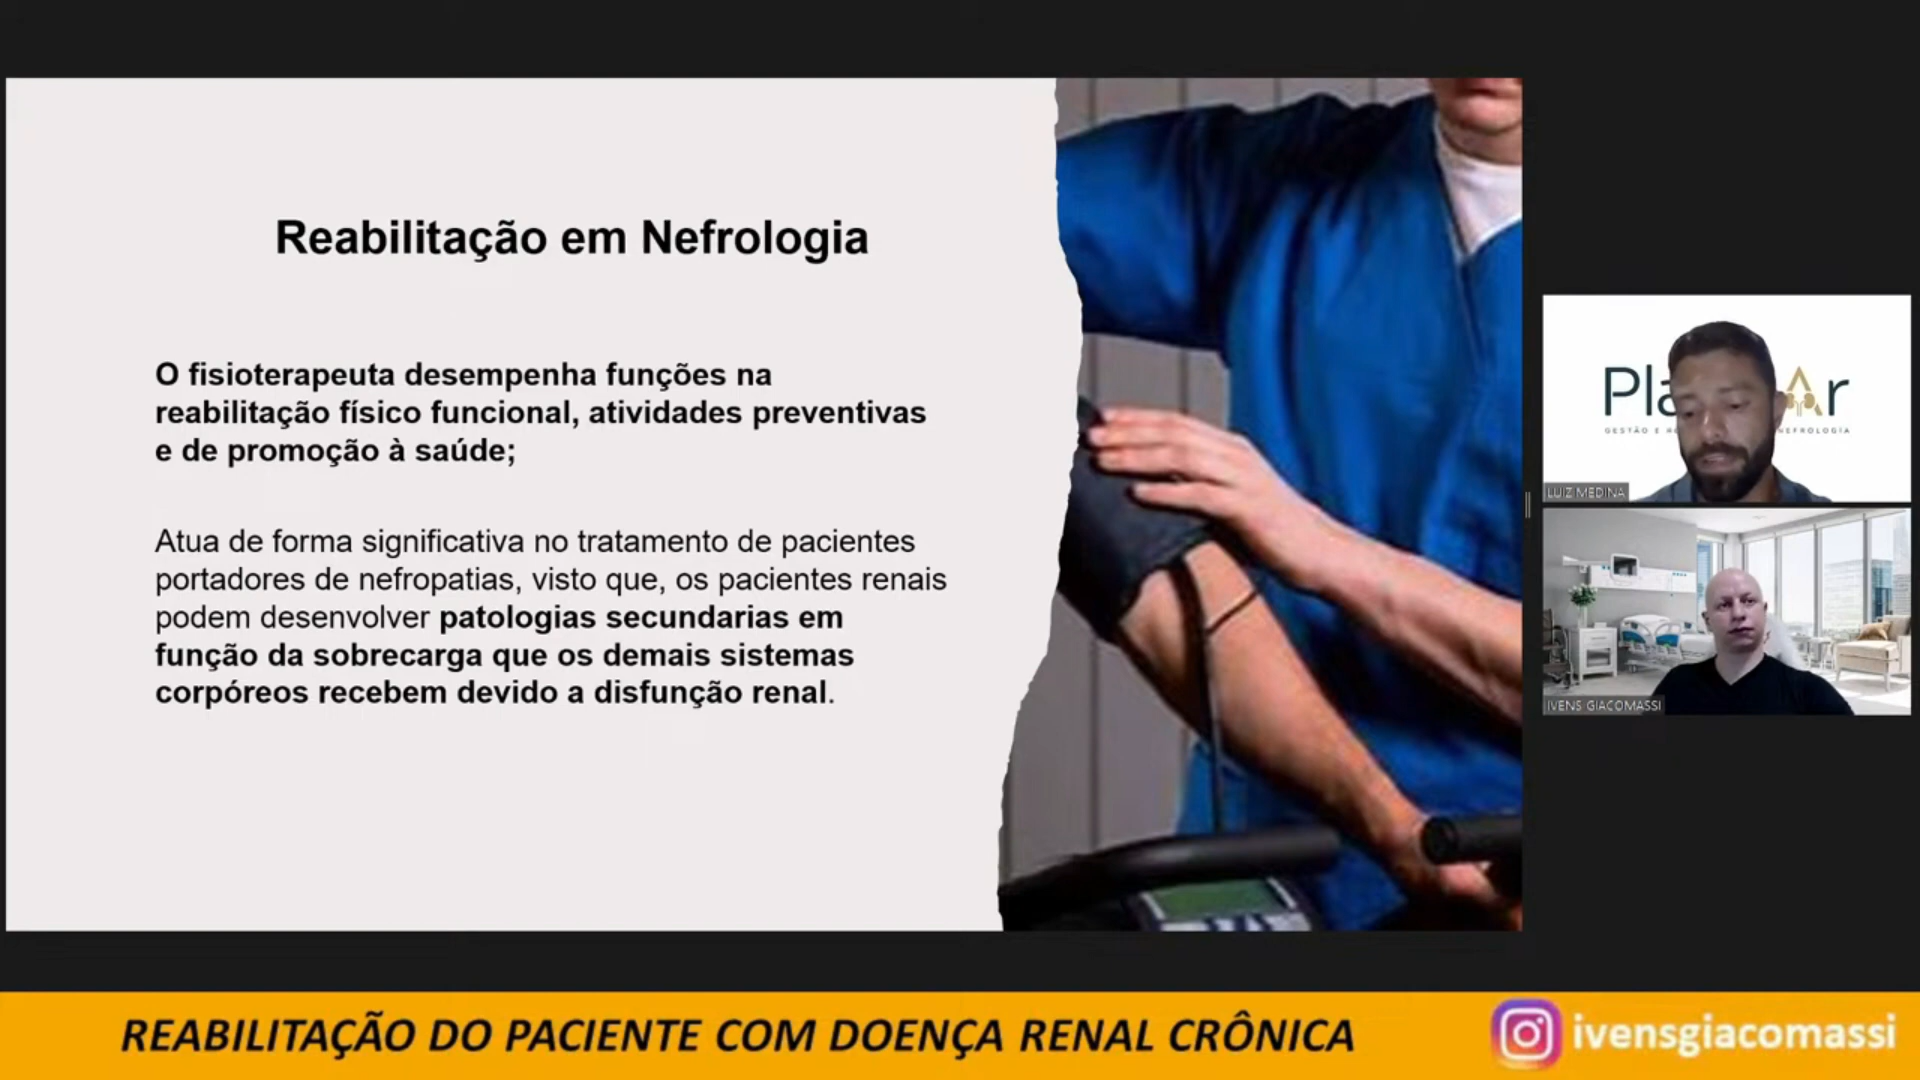 Reabilitação em Nefrologia
O fisioterapeuta desempenha funções na
reabilitação físico funcional, atividades preventivas
e de promoção à saúde;
Atua de forma significativa no tratamento de pacientes
portadores de nefropatias, visto que, os pacientes renais
podem desenvolver patologias secundarias em
função da sobrecarga que os demais sistemas
corpóreos recebem devido a disfunção renal.
GESTÃO E NEFROLOGIA
LUIZ MEDINA
IVENS GIACOMASSI
REABILITAÇÃO DO PACIENTE COM DOENÇA RENAL CRÔNICA
ivensgiacomassi